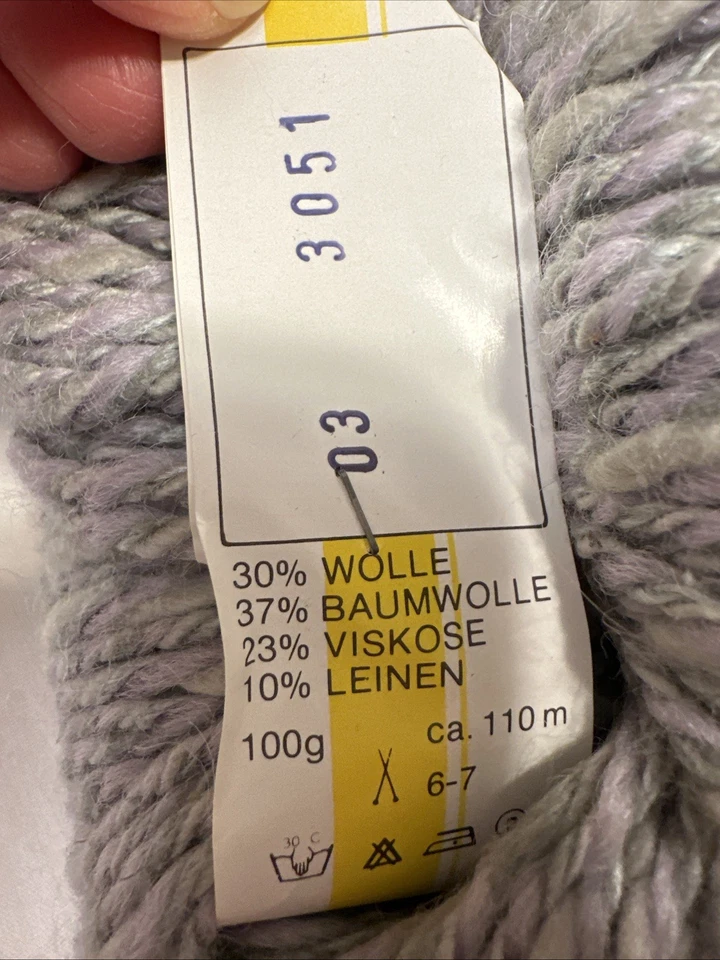 3051
03
30% WOLLE
37% BAUMWOLLE
23% VISKOSE
10% LEINEN
100g
ca. 110 m
6-7
30 C